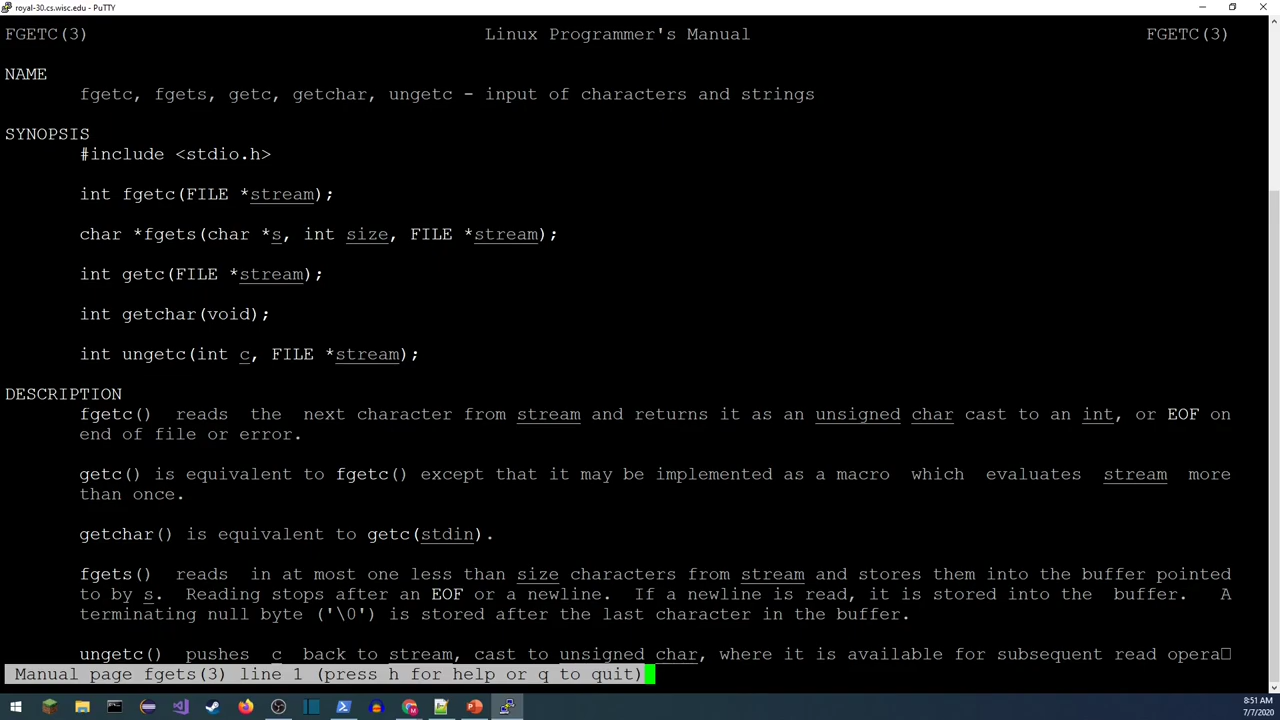 royal-30.cs.wisc.edu - PuTTY
FGETC(3) Linux Programmer's Manual FGETC(3)
NAME
fgetc, fgets, getc, getchar, ungetc - input of characters and strings
SYNOPSIS
#include <stdio.h>
int fgetc(FILE *stream);
char *fgets(char *s, int size, FILE *stream);
int getc(FILE *stream);
int getchar(void);
int ungetc(int c, FILE *stream);
DESCRIPTION
fgetc() reads the next character from stream and returns it as an unsigned char cast to an int, or EOF on
end of file or error.
getc() is equivalent to fgetc() except that it may be implemented as a macro which evaluates stream more
than once.
getchar() is equivalent to getc(stdin).
fgets() reads in at most one less than size characters from stream and stores them into the buffer pointed
to by s. Reading stops after an EOF or a newline. If a newline is read, it is stored into the buffer. A
terminating null byte ('\0') is stored after the last character in the buffer.
ungetc() pushes c back to stream, cast to unsigned char, where it is available for subsequent read opera
Manual page fgets(3) line 1 (press h for help or q to quit)
8:51 AM
7/7/2020